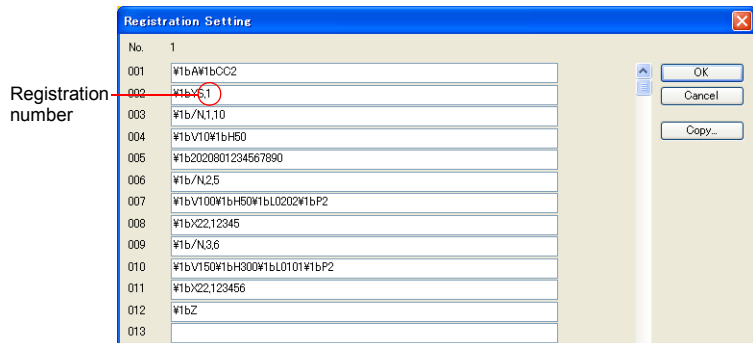 Registration Setting
No. 1
001 ¥1bA¥1bCC2
OK
Registration number
002 ¥1bYS,1
Cancel
003 ¥1b/N,1,10
Copy...
004 ¥1bV10¥1bH50
005 ¥1b2020801234567890
006 ¥1b/N,2,5
007 ¥1bV100¥1bH50¥1bL0202¥1bP2
008 ¥1bX22,12345
009 ¥1b/N,3,6
010 ¥1bV150¥1bH300¥1bL0101¥1bP2
011 ¥1bX22,123456
012 ¥1bZ
013